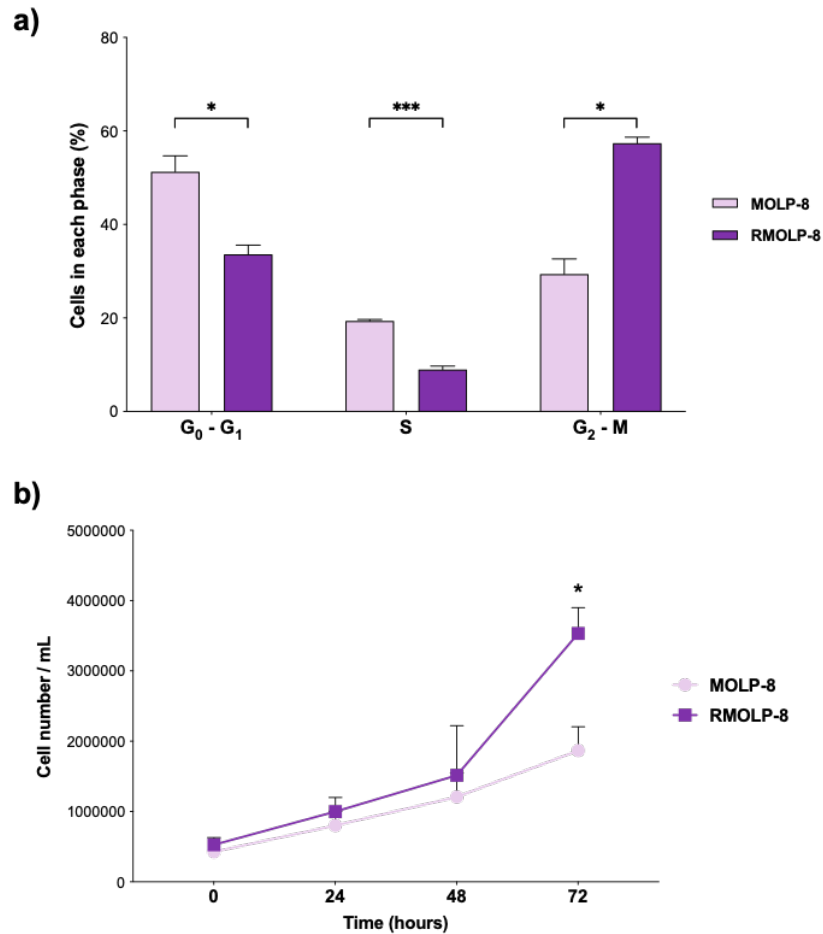 a)
Cells in each phase (%)
80
60
40
20
0
*
***
*
G₀ - G₁
S
G₂ - M
MOLP-8
RMOLP-8
b)
Cell number / mL
5000000
4000000
3000000
2000000
1000000
0
*
0
24
48
72
Time (hours)
MOLP-8
RMOLP-8